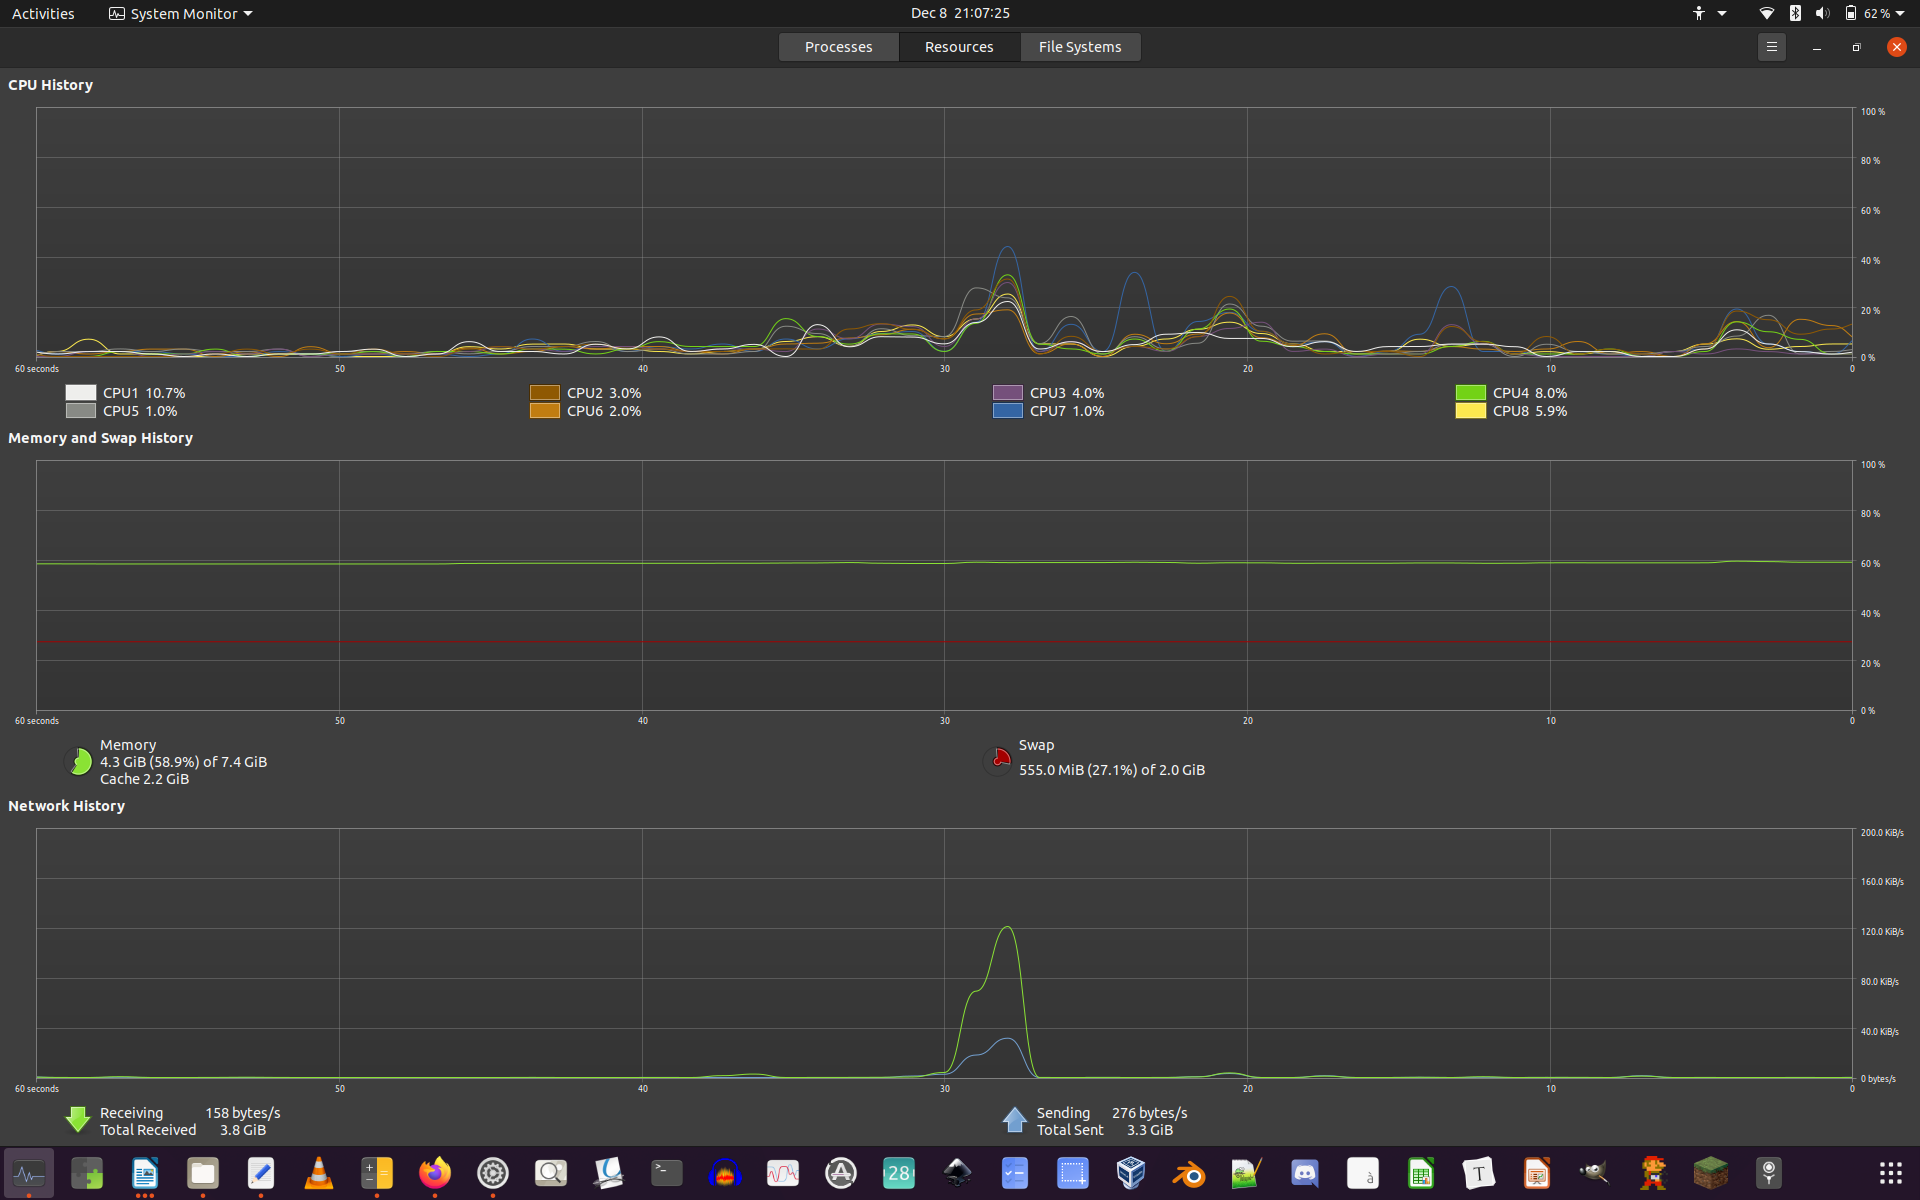 Activities System Monitor Dec 8 21:07:25 62 %
Processes Resources File Systems
CPU History
100 %
80 %
60 %
40 %
20 %
0 %
60 seconds 50 40 30 20 10 0
CPU1 10.7% CPU2 3.0% CPU3 4.0% CPU4 8.0%
CPU5 1.0% CPU6 2.0% CPU7 1.0% CPU8 5.9%
Memory and Swap History
100 %
80 %
60 %
40 %
20 %
0 %
60 seconds 50 40 30 20 10 0
Memory
4.3 GiB (58.9%) of 7.4 GiB
Cache 2.2 GiB
Swap
555.0 MiB (27.1%) of 2.0 GiB
Network History
200.0 KiB/s
160.0 KiB/s
120.0 KiB/s
80.0 KiB/s
40.0 KiB/s
0 bytes/s
60 seconds 50 40 30 20 10 0
Receiving 158 bytes/s
Total Received 3.8 GiB
Sending 276 bytes/s
Total Sent 3.3 GiB
28 à T